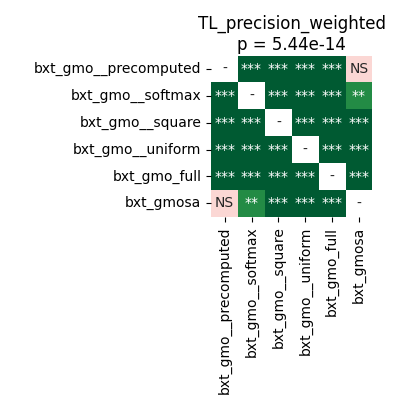 TL_precision_weighted
p = 5.44e-14
bxt_gmo__precomputed - *** *** *** *** NS
bxt_gmo__softmax *** - *** *** *** **
bxt_gmo__square *** *** - *** *** ***
bxt_gmo__uniform *** *** *** - *** ***
bxt_gmo_full *** *** *** *** - ***
bxt_gmosa NS ** *** *** *** -
bxt_gmo__precomputed
bxt_gmo__softmax
bxt_gmo__square
bxt_gmo__uniform
bxt_gmo_full
bxt_gmosa